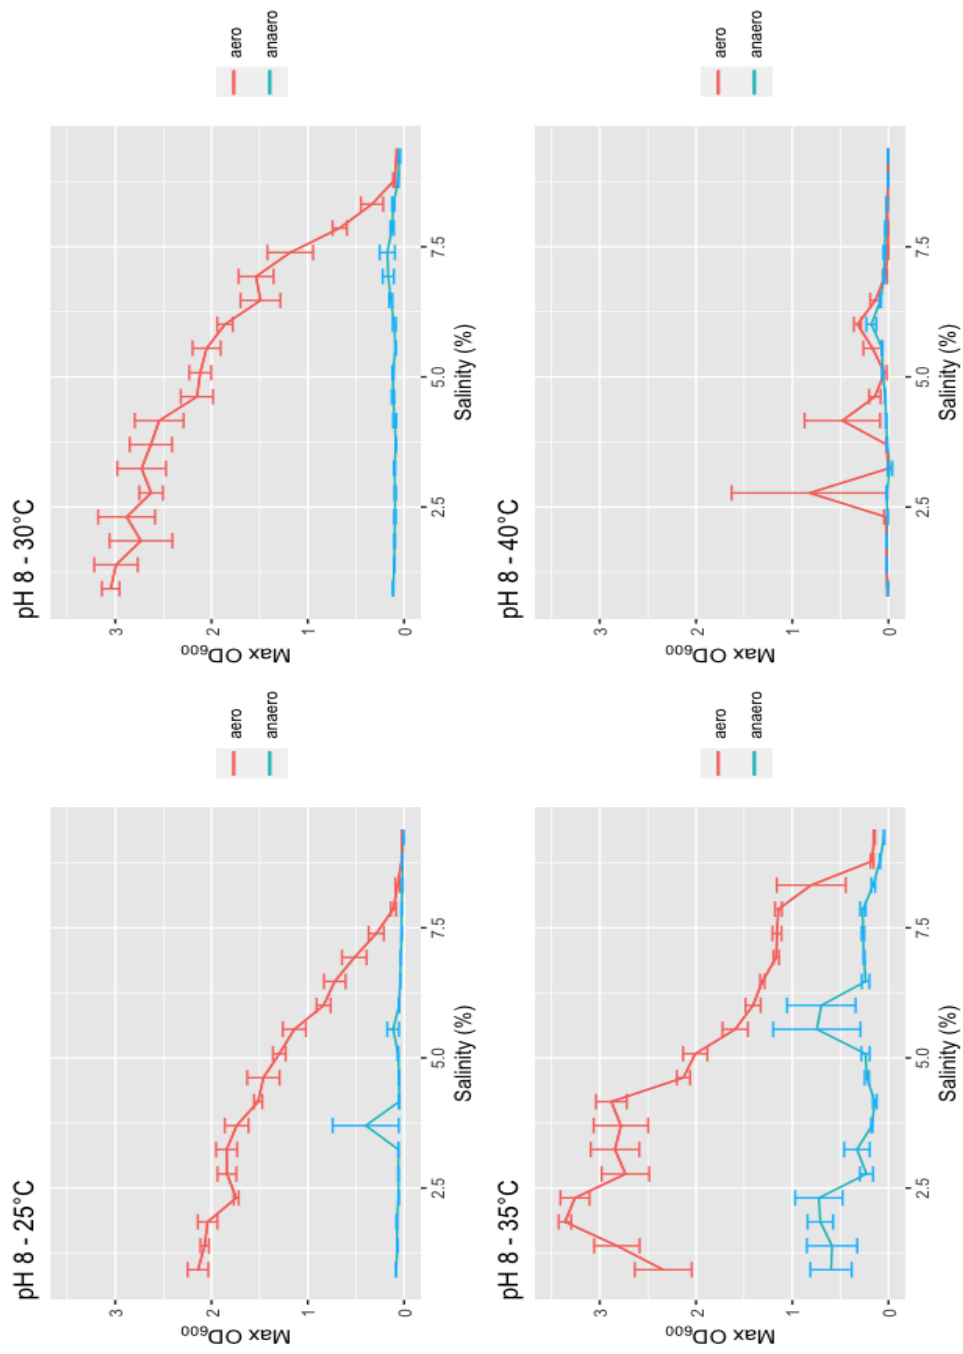 pH 8 - 25°C
Max OD600
3
2
1
0
2.5
5.0
7.5
Salinity (%)
aero
anaero
pH 8 - 30°C
Max OD600
3
2
1
0
2.5
5.0
7.5
Salinity (%)
aero
anaero
pH 8 - 35°C
Max OD600
3
2
1
0
2.5
5.0
7.5
Salinity (%)
aero
anaero
pH 8 - 40°C
Max OD600
3
2
1
0
2.5
5.0
7.5
Salinity (%)
aero
anaero